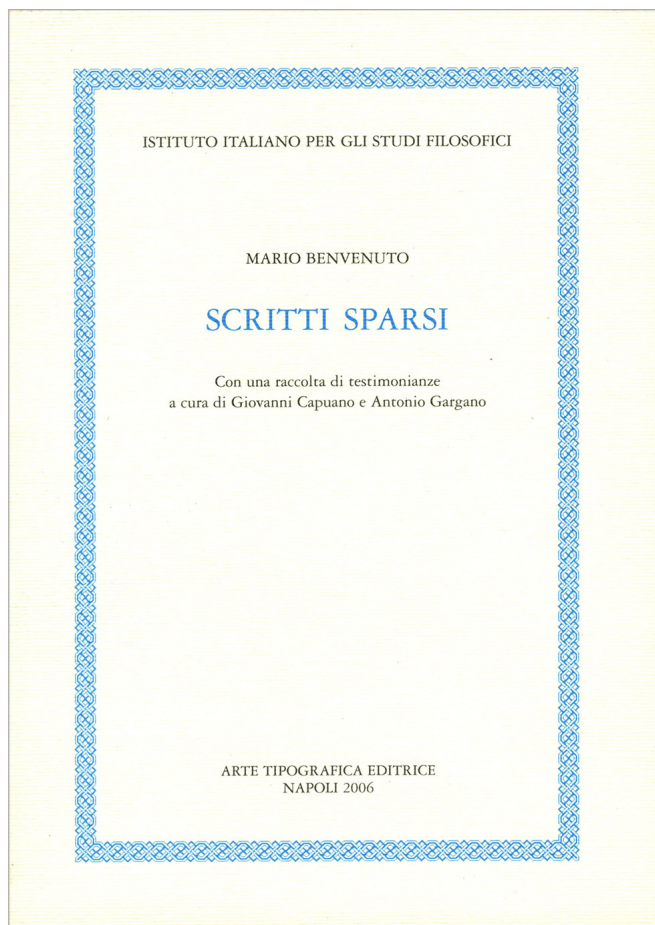 ISTITUTO ITALIANO PER GLI STUDI FILOSOFICI
MARIO BENVENUTO
SCRITTI SPARSI
Con una raccolta di testimonianze
a cura di Giovanni Capuano e Antonio Gargano
ARTE TIPOGRAFICA EDITRICE
NAPOLI 2006